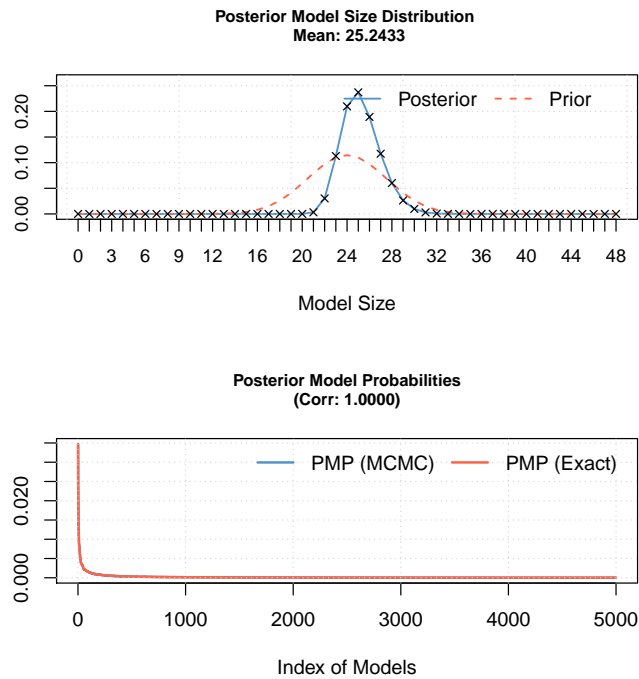 Posterior Model Size Distribution
Mean: 25.2433
Posterior Prior
0.00 0.10 0.20
0 3 6 9 12 16 20 24 28 32 36 40 44 48
Model Size
Posterior Model Probabilities
(Corr: 1.0000)
PMP (MCMC) PMP (Exact)
0.000 0.020
0 1000 2000 3000 4000 5000
Index of Models